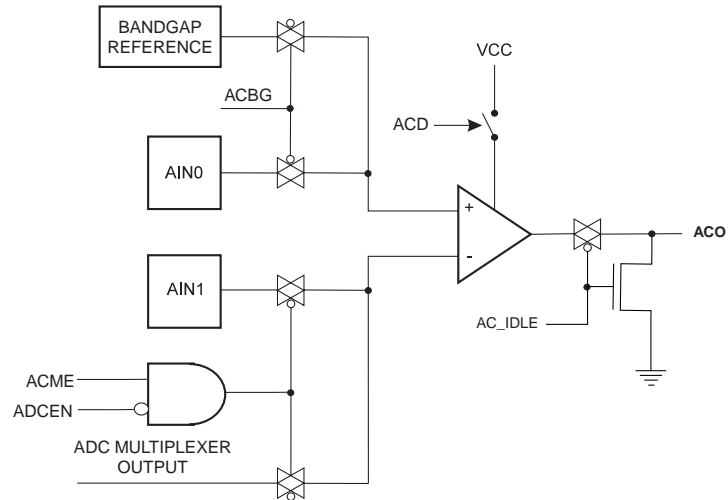 BANDGAP
REFERENCE
VCC
ACBG
ACD
AIN0
+
ACO
-
AIN1
AC_IDLE
ACME
ADCEN
ADC MULTIPLEXER
OUTPUT